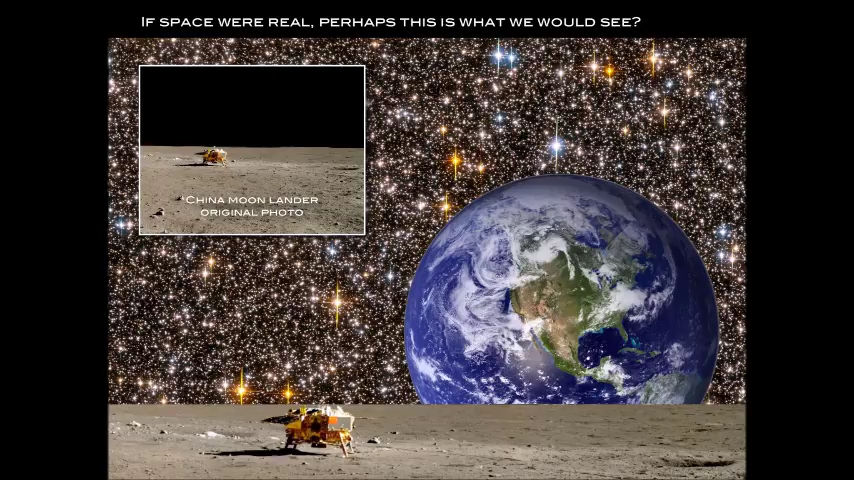 If space were real, perhaps this is what we would see?
*China moon lander
original photo